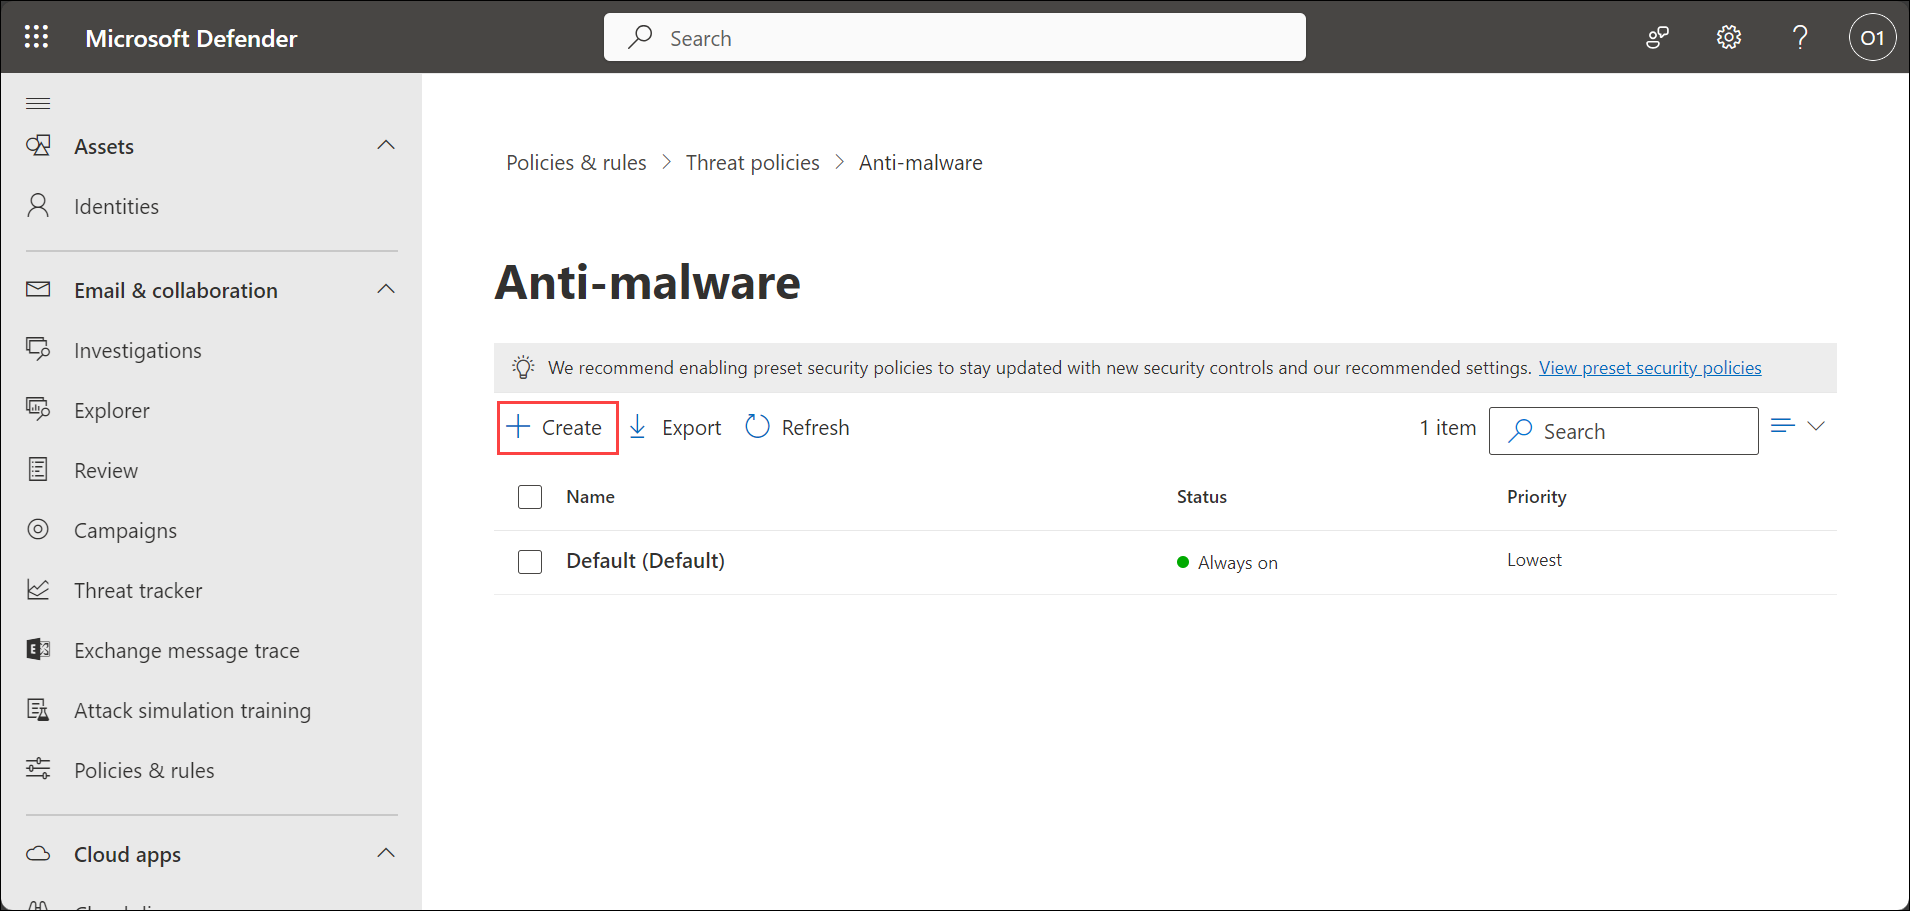 Microsoft Defender
Search
O1
Assets
Identities
Email & collaboration
Investigations
Explorer
Review
Campaigns
Threat tracker
Exchange message trace
Attack simulation training
Policies & rules
Cloud apps
Policies & rules > Threat policies > Anti-malware
Anti-malware
We recommend enabling preset security policies to stay updated with new security controls and our recommended settings. View preset security policies
Create Export Refresh 1 item Search
Name Status Priority
Default (Default) Always on Lowest